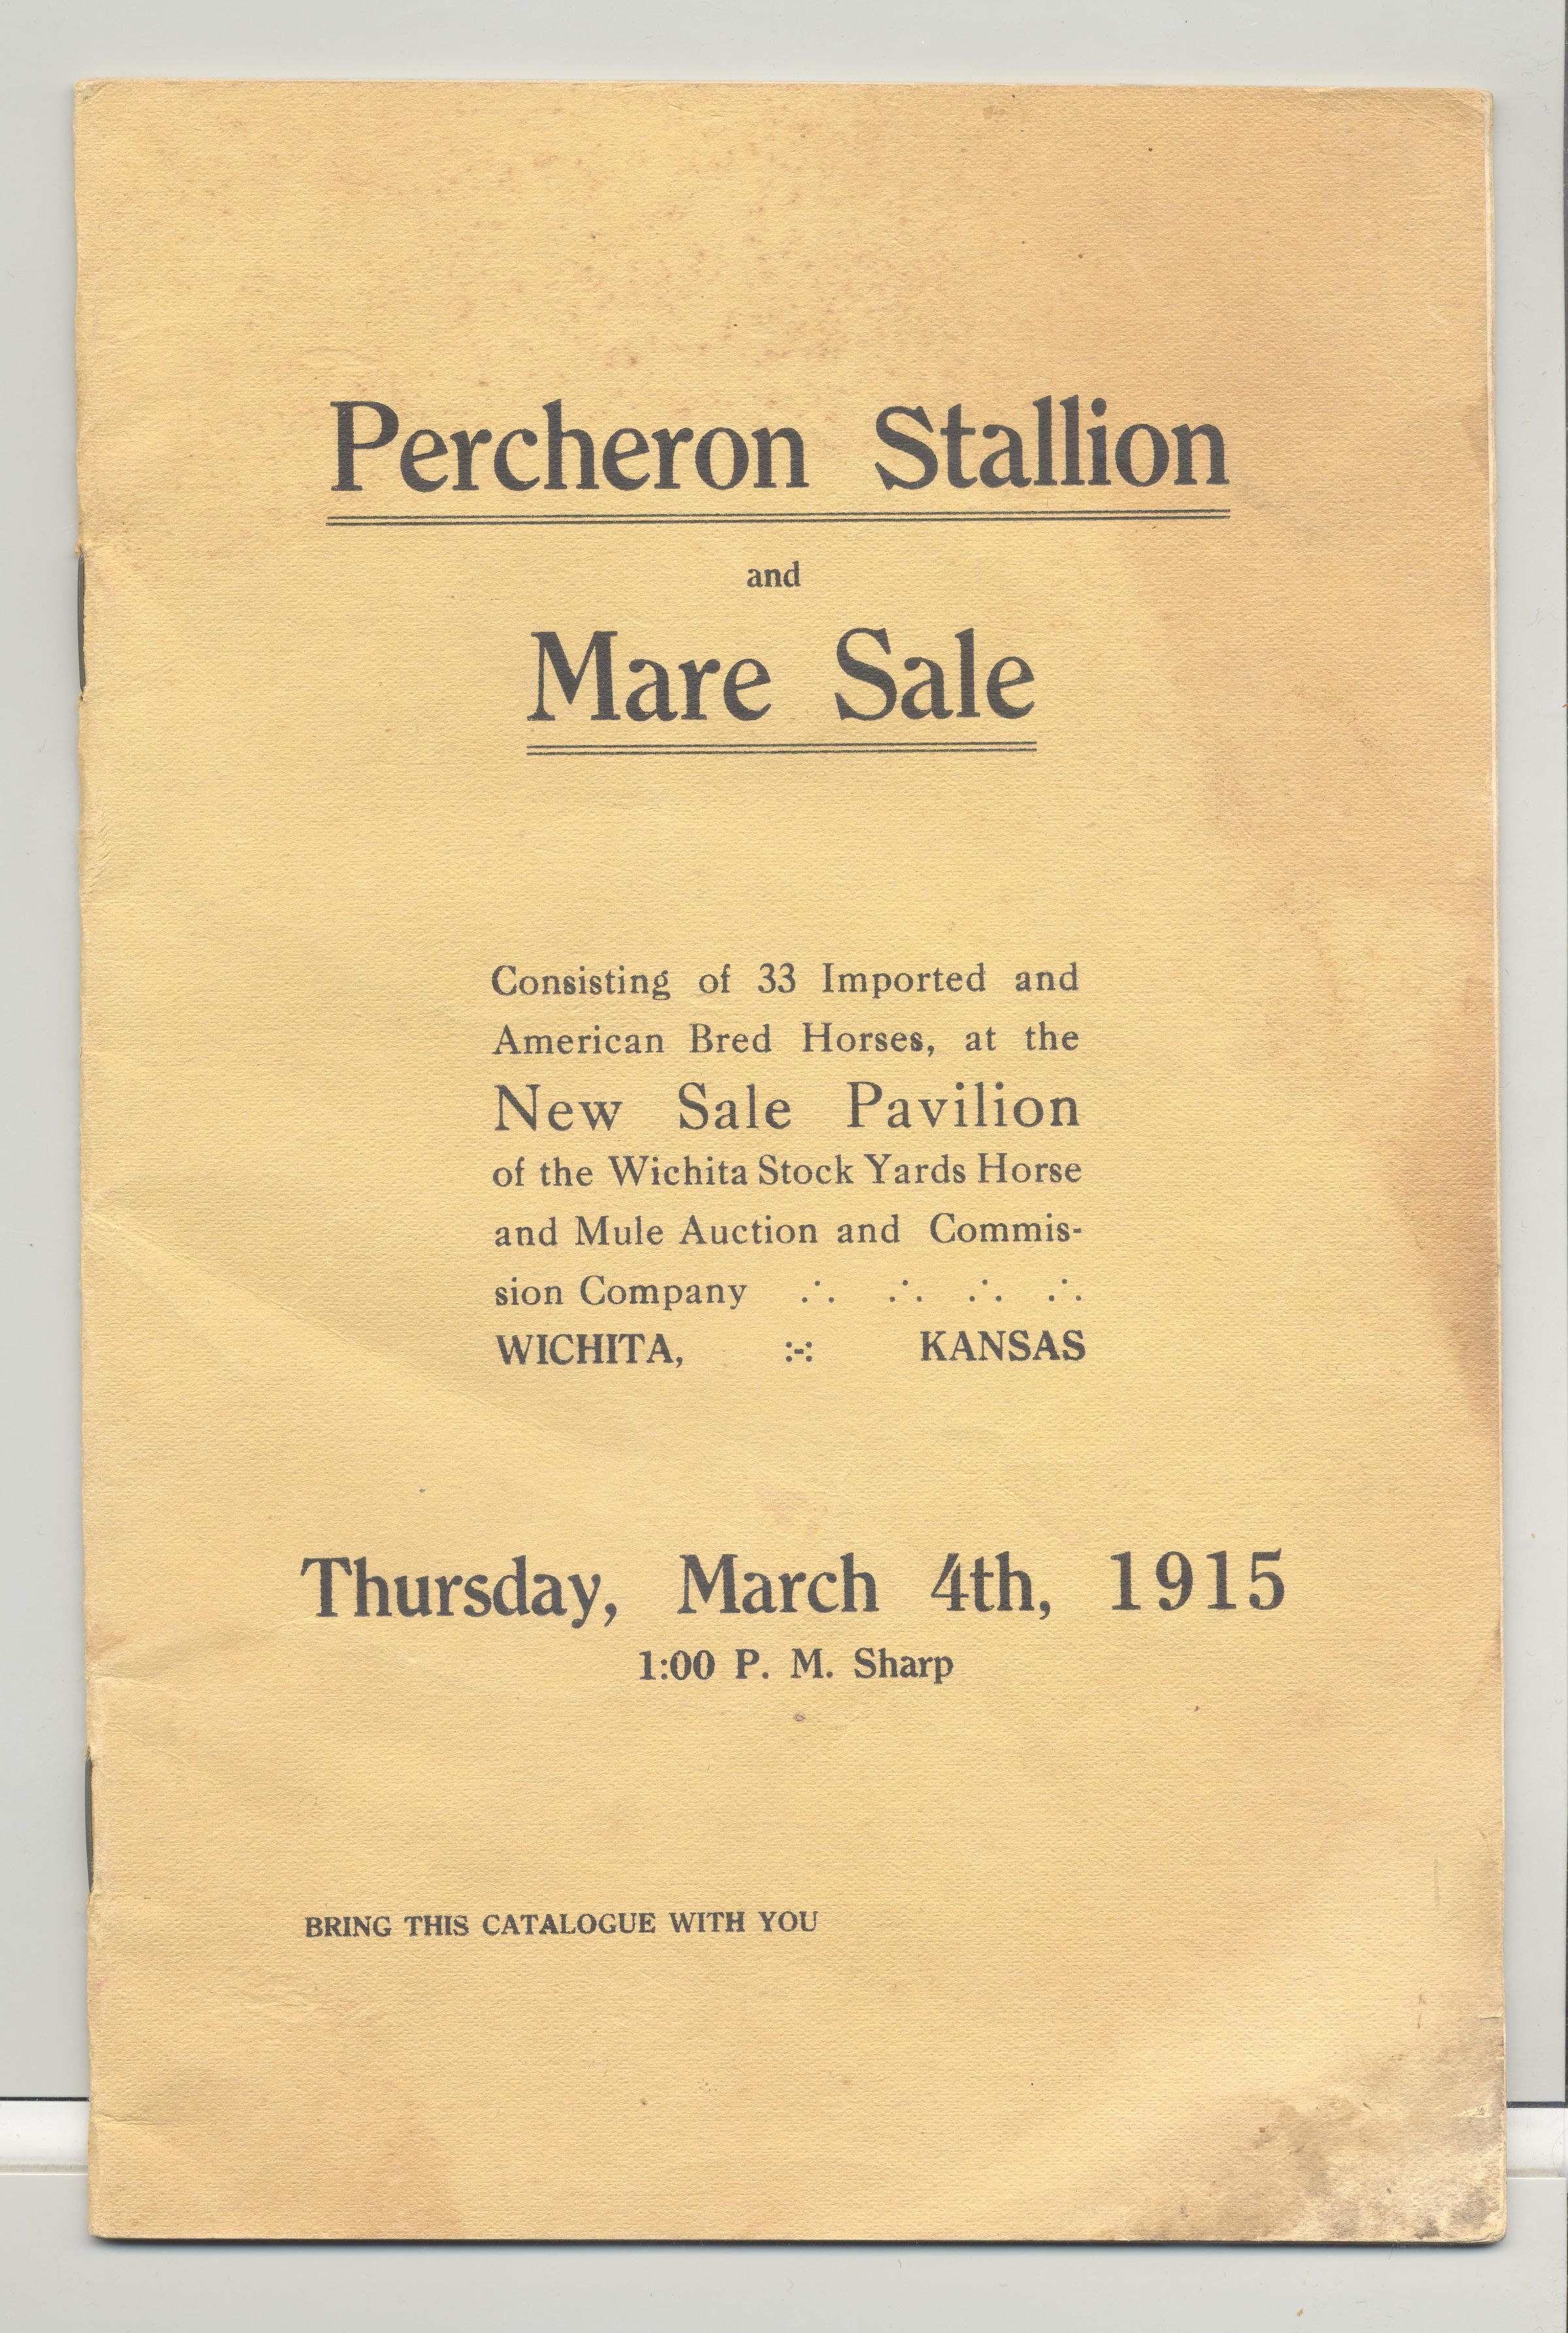 Percheron Stallion
and
Mare Sale
Consisting of 33 Imported and
American Bred Horses, at the
New Sale Pavilion
of the Wichita Stock Yards Horse
and Mule Auction and Commis-
sion Company ∴ ∴ ∴ ∴
WICHITA, :-: KANSAS
Thursday, March 4th, 1915
1:00 P. M. Sharp
BRING THIS CATALOGUE WITH YOU